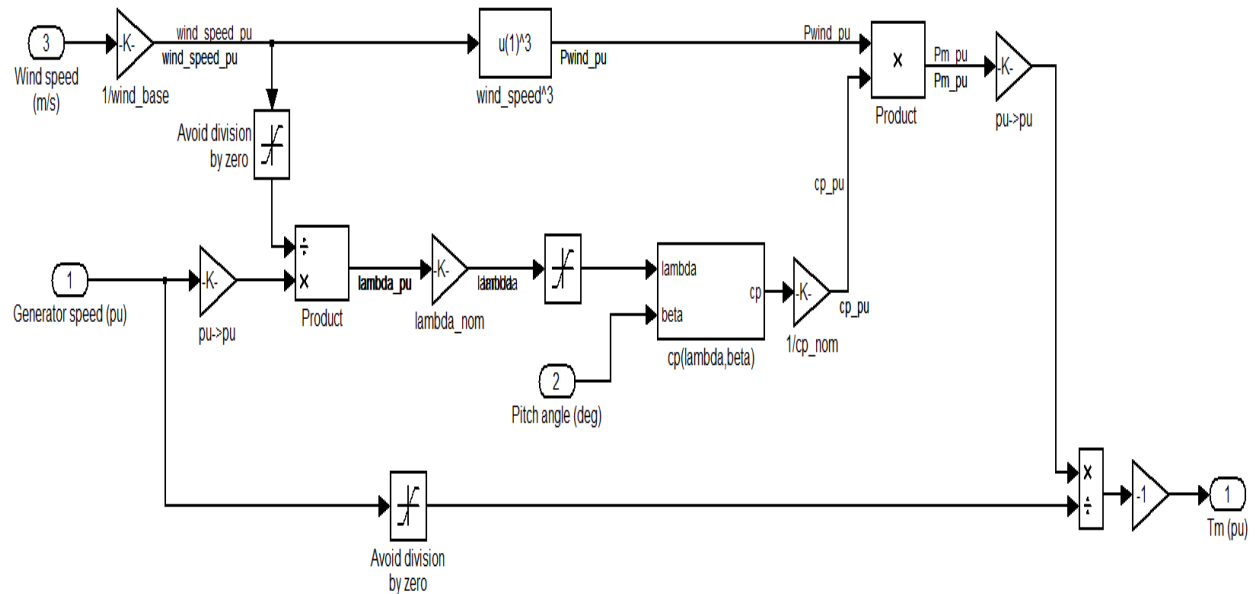 3
Wind speed
(m/s)
-K-
1/wind_base
wind_speed_pu
wind_speed_pu
u(1)^3
wind_speed^3
Pwind_pu
Pwind_pu
×
Product
Pm_pu
Pm_pu
-K-
pu->pu
Avoid division
by zero
1
Generator speed (pu)
-K-
pu->pu
÷
×
Product
lambda_pu
-K-
lambda_nom
lambda
lambda
beta
cp
cp(lambda,beta)
-K-
1/cp_nom
cp_pu
cp_pu
2
Pitch angle (deg)
Avoid division
by zero
×
÷
-1
1
Tm (pu)